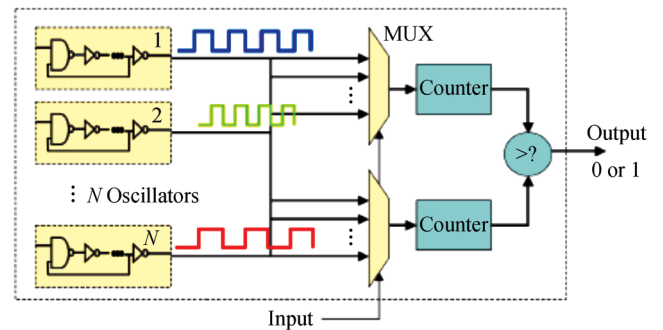 1
MUX
Counter
2
Output
>?
0 or 1
N Oscillators
Counter
N
Input